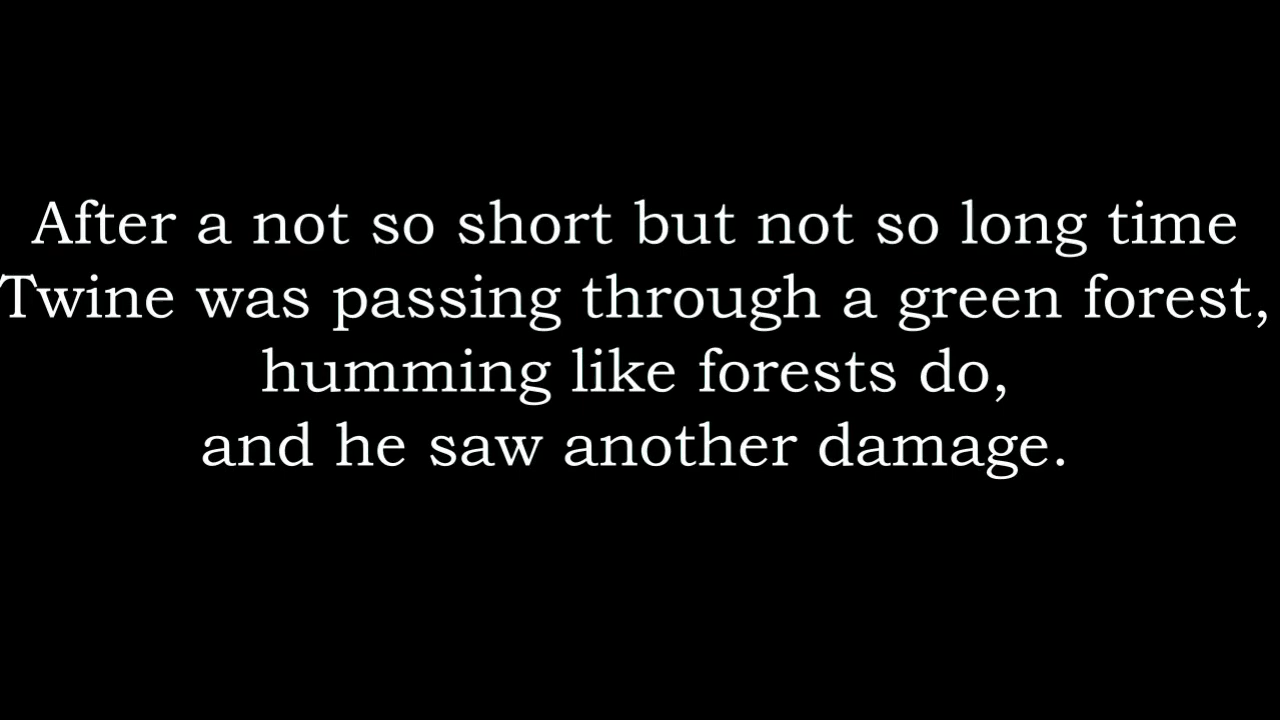 After a not so short but not so long time
Twine was passing through a green forest,
humming like forests do,
and he saw another damage.